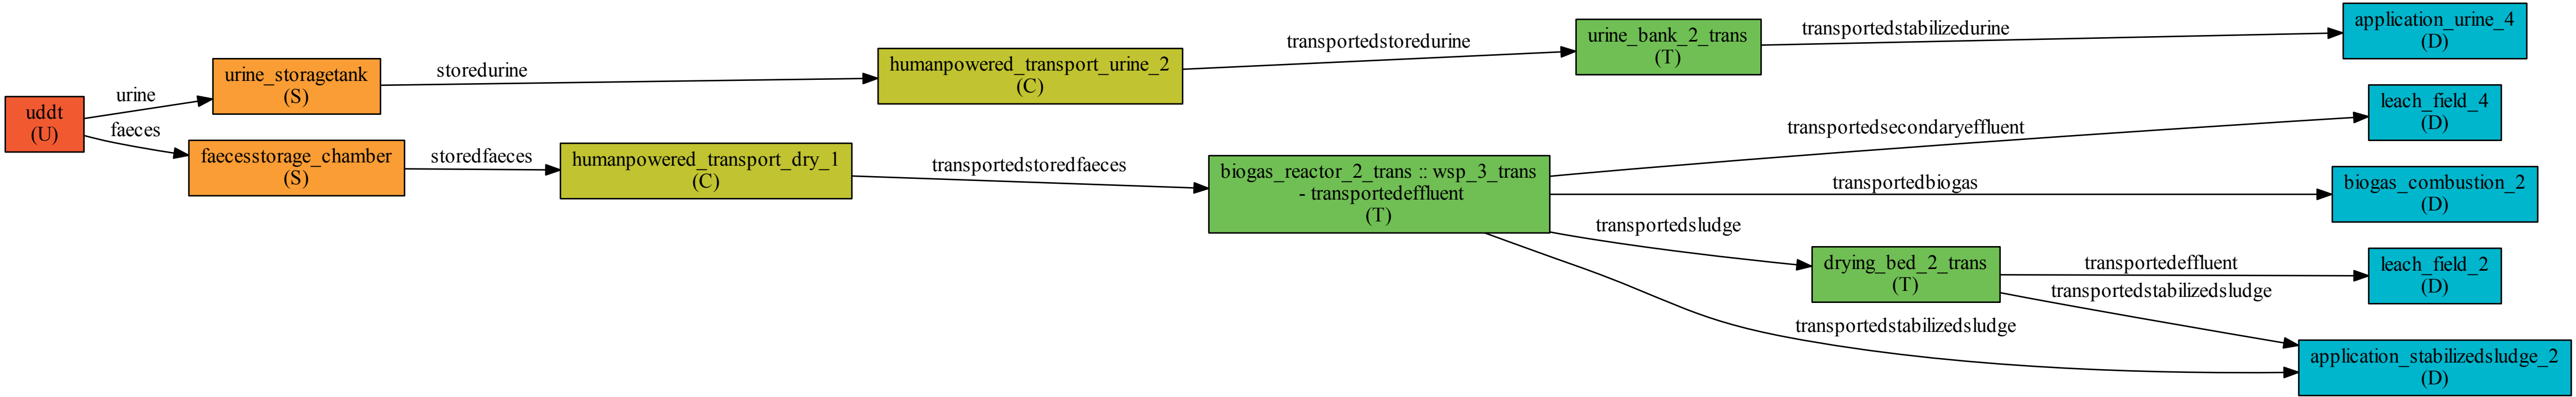 uddt
(U)
urine
faeces
urine_storagetank
(S)
faecesstorage_chamber
(S)
storedurine
storedfaeces
humanpowered_transport_urine_2
(C)
humanpowered_transport_dry_1
(C)
transportedstoredurine
transportedstoredfaeces
urine_bank_2_trans
(T)
biogas_reactor_2_trans :: wsp_3_trans
- transportedeffluent
(T)
transportedstabilizedurine
transportedsecondaryeffluent
transportedbiogas
transportedsludge
transportedstabilizedsludge
drying_bed_2_trans
(T)
transportedeffluent
transportedstabilizedsludge
application_urine_4
(D)
leach_field_4
(D)
biogas_combustion_2
(D)
leach_field_2
(D)
application_stabilizedsludge_2
(D)